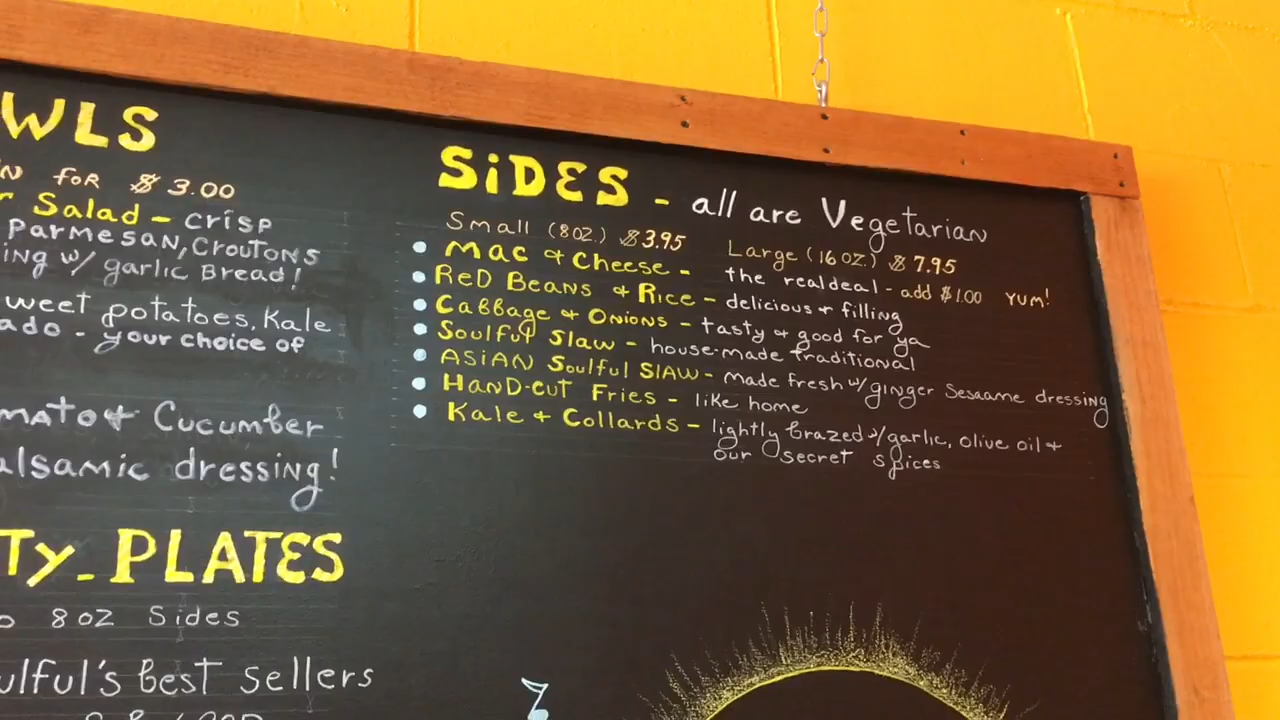 WLS
FOR $3.00
Salad - CRISP
PARMESAN, CROUTONS
ING w/ garlic BREAD!
weet potatoes, Kale
ado - your choice of
mato & Cucumber
alsamic dressing!
TY- PLATES
8 OZ Sides
ulful's best sellers
SiDES - all are Vegetarian
Small (8OZ.) $3.95 Large (16 OZ.) $7.95
• Mac & Cheese - the real deal - add $1.00 YUM!
• ReD Beans & Rice - delicious & filling
• Cabbage & Onions - tasty & good for ya
• Soulful Slaw - house-made traditional
• ASIAN Soulful SlAW - made fresh w/ginger Sesaame dressing
• HanD-cut Fries - like home
• Kale & Collards - lightly brazed w/garlic, olive oil &
our secret spices